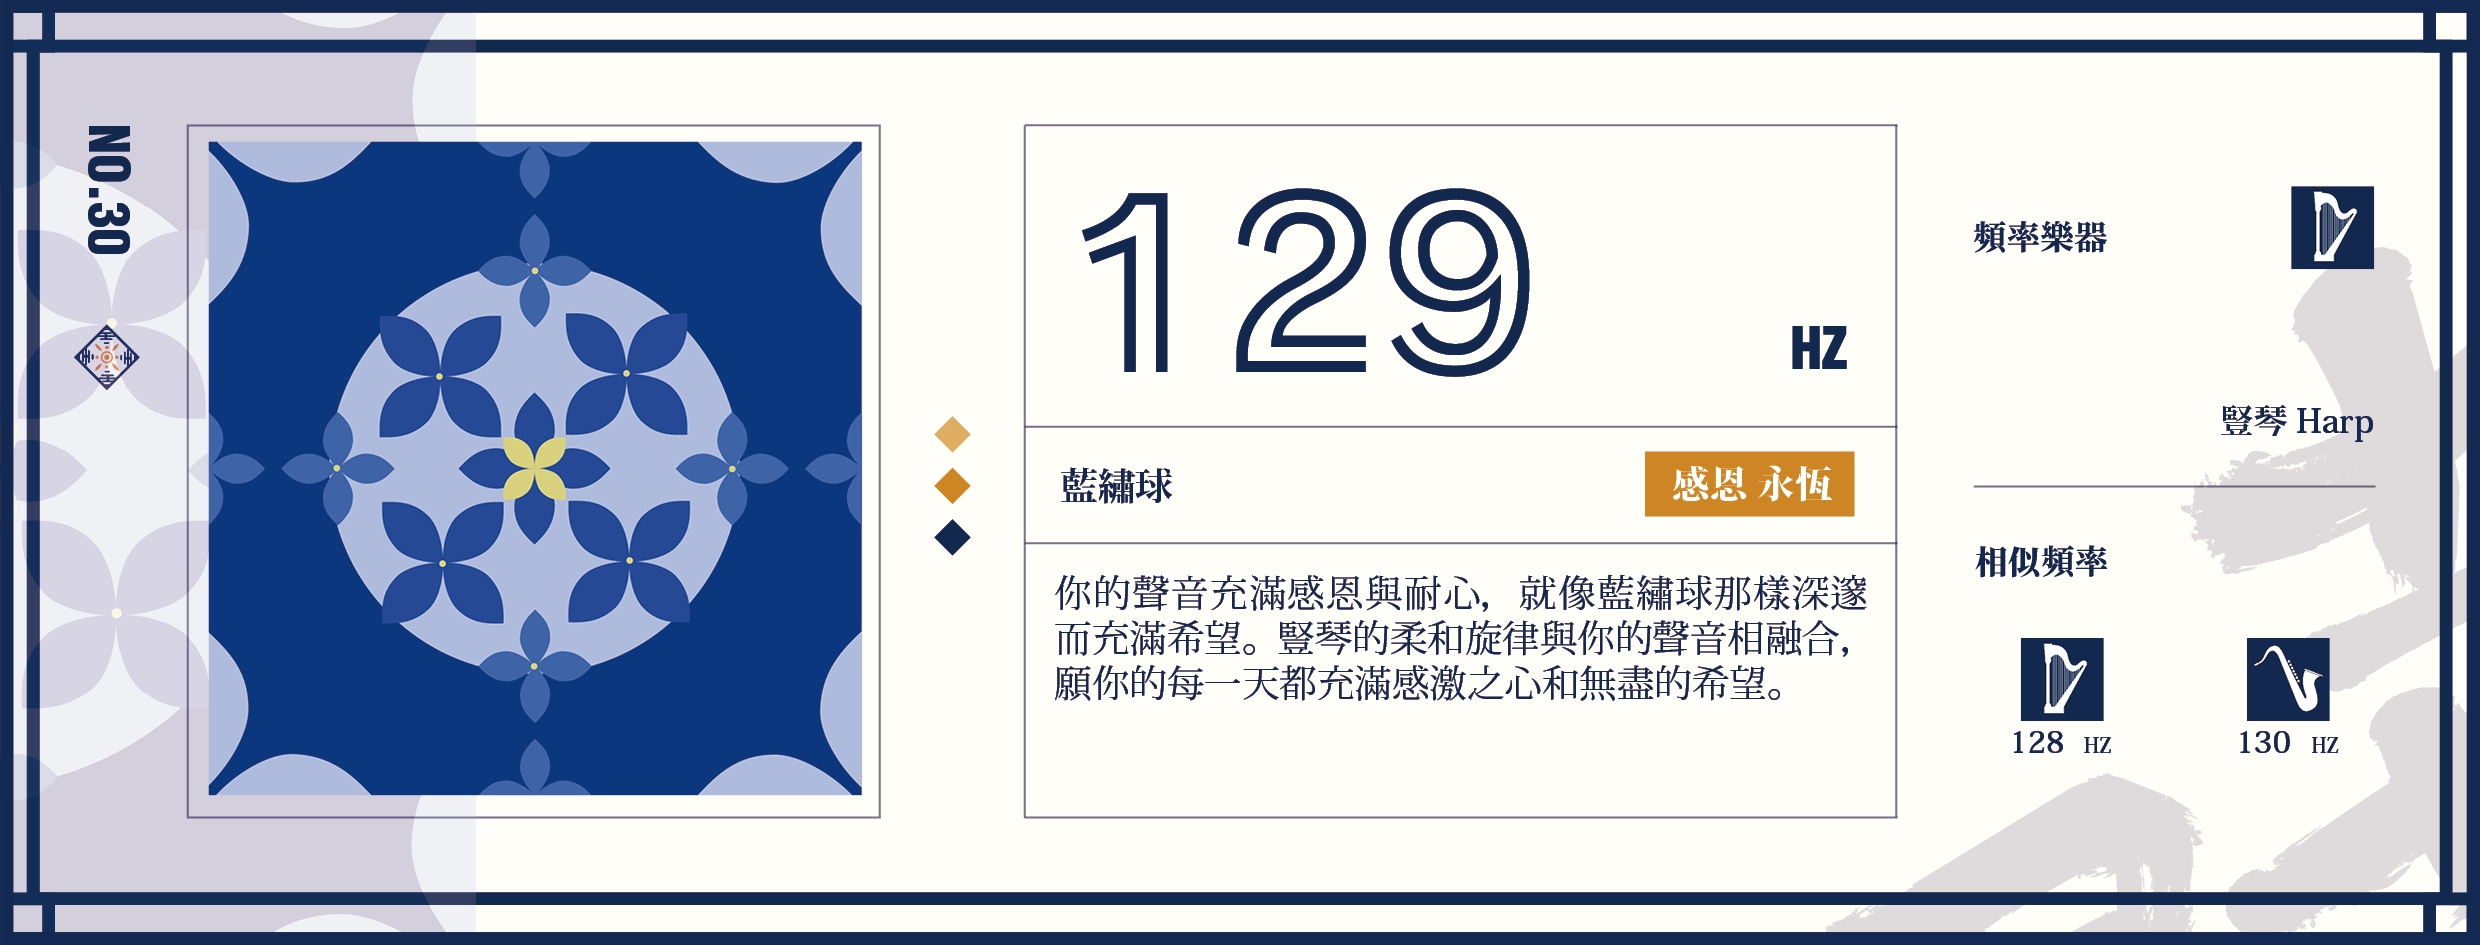 NO.30
129
HZ
藍繡球
感恩 永恆
你的聲音充滿感恩與耐心，就像藍繡球那樣深邃
而充滿希望。豎琴的柔和旋律與你的聲音相融合，
願你的每一天都充滿感激之心和無盡的希望。
頻率樂器
豎琴 Harp
相似頻率
128 HZ
130 HZ